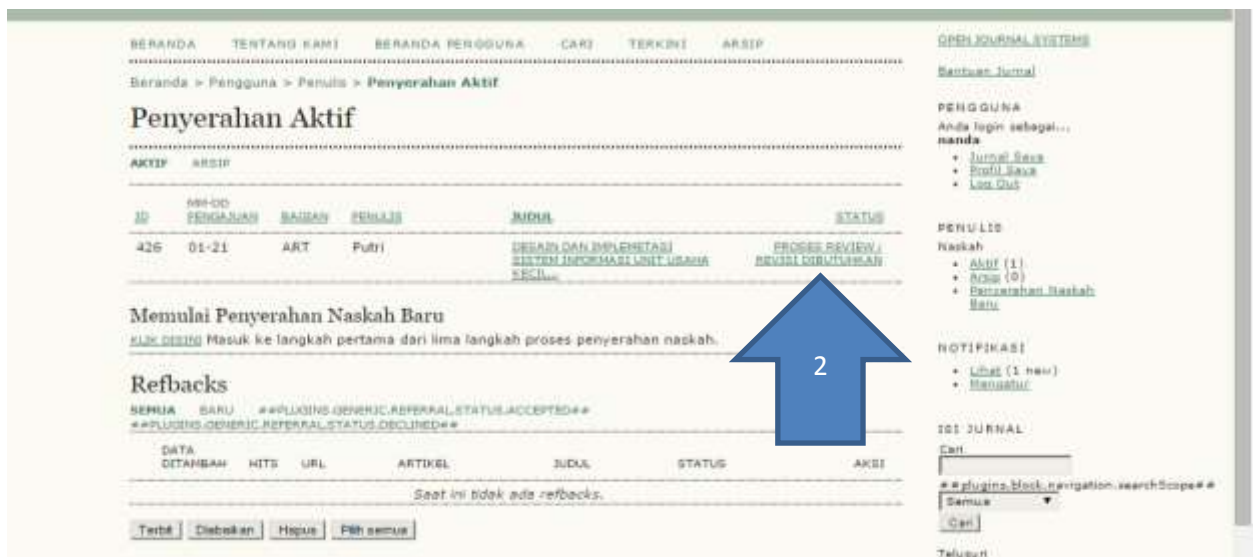 BERANDA TENTANG KAMI BERANDA PENGGUNA CARI TERKINI ARSIP
Beranda > Pengguna > Penulis > Penyerahan Aktif
Penyerahan Aktif
AKTIF ARSIP
MM-DD
ID PENGAJUAN BAGIAN PENULIS JUDUL STATUS
426 01-21 ART Putri DESAIN DAN IMPLEMETASI PROSES REVIEW:
SISTEM INFORMASI UNIT USAHA REVISI DIBUTUHKAN
KECIL...
Memulai Penyerahan Naskah Baru
KLIK DISINI Masuk ke langkah pertama dari lima langkah proses penyerahan naskah.
2
Refbacks
SEMUA BARU ##PLUGINS.GENERIC.REFERRAL.STATUS.ACCEPTED##
##PLUGINS.GENERIC.REFERRAL.STATUS.DECLINED##
DATA
DITAMBAH HITS URL ARTIKEL JUDUL STATUS AKSI
Saat ini tidak ada refbacks.
Terbit Diabaikan Hapus Pilih semua
OPEN JOURNAL SYSTEMS
Bantuan Jurnal
PENGGUNA
Anda login sebagai...
nanda
Jurnal Saya
Profil Saya
Log Out
PENULIS
Naskah
Aktif (1)
Arsip (0)
Penyerahan Naskah
Baru
NOTIFIKASI
Lihat (1 new)
Mengatur
ISI JURNAL
Cari
##plugins.block.navigation.searchScope##
Semua
Cari
Telusuri